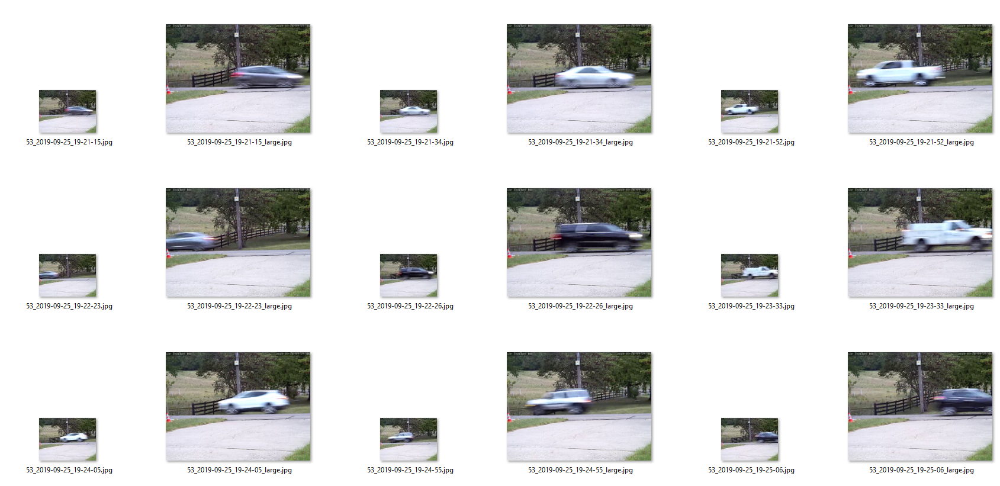 53_2019-09-25_19-21-15.jpg
53_2019-09-25_19-21-15_large.jpg
53_2019-09-25_19-21-34.jpg
53_2019-09-25_19-21-34_large.jpg
53_2019-09-25_19-21-52.jpg
53_2019-09-25_19-21-52_large.jpg
53_2019-09-25_19-22-23.jpg
53_2019-09-25_19-22-23_large.jpg
53_2019-09-25_19-22-26.jpg
53_2019-09-25_19-22-26_large.jpg
53_2019-09-25_19-23-33.jpg
53_2019-09-25_19-23-33_large.jpg
53_2019-09-25_19-24-05.jpg
53_2019-09-25_19-24-05_large.jpg
53_2019-09-25_19-24-55.jpg
53_2019-09-25_19-24-55_large.jpg
53_2019-09-25_19-25-06.jpg
53_2019-09-25_19-25-06_large.jpg